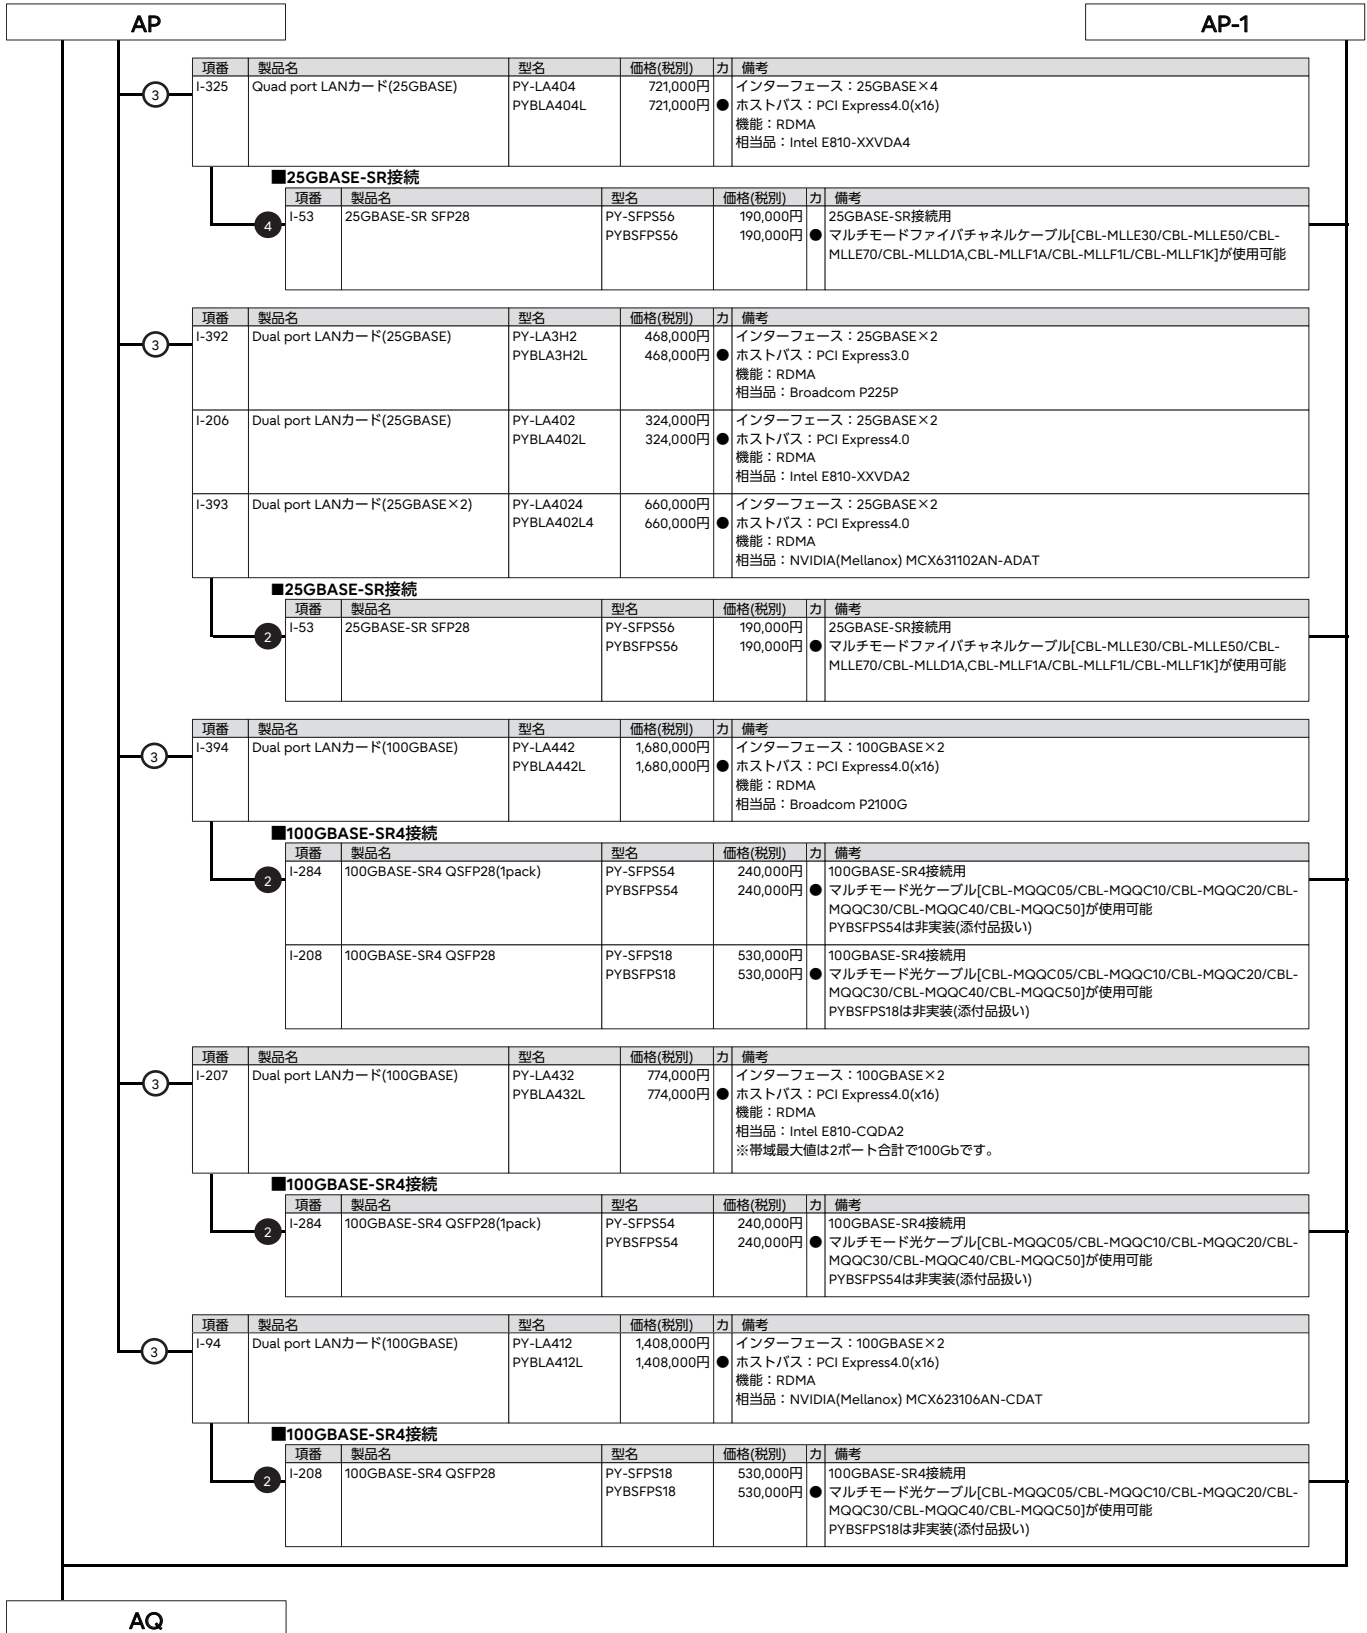 AP
AP-1
項番 製品名 型名 価格(税別) カ 備考
③
I-325 Quad port LANカード(25GBASE) PY-LA404 721,000円 インターフェース：25GBASE×4
PYBLA404L 721,000円 ● ホストバス：PCI Express4.0(x16)
機能：RDMA
相当品：Intel E810-XXVDA4
■25GBASE-SR接続
項番 製品名 型名 価格(税別) カ 備考
4
I-53 25GBASE-SR SFP28 PY-SFPS56 190,000円 25GBASE-SR接続用
PYBSFPS56 190,000円 ● マルチモードファイバチャネルケーブル[CBL-MLLE30/CBL-MLLE50/CBL-
MLLE70/CBL-MLLD1A,CBL-MLLF1A/CBL-MLLF1L/CBL-MLLF1K]が使用可能
項番 製品名 型名 価格(税別) カ 備考
③
I-392 Dual port LANカード(25GBASE) PY-LA3H2 468,000円 インターフェース：25GBASE×2
PYBLA3H2L 468,000円 ● ホストバス：PCI Express3.0
機能：RDMA
相当品：Broadcom P225P
I-206 Dual port LANカード(25GBASE) PY-LA402 324,000円 インターフェース：25GBASE×2
PYBLA402L 324,000円 ● ホストバス：PCI Express4.0
機能：RDMA
相当品：Intel E810-XXVDA2
I-393 Dual port LANカード(25GBASE×2) PY-LA4024 660,000円 インターフェース：25GBASE×2
PYBLA402L4 660,000円 ● ホストバス：PCI Express4.0
機能：RDMA
相当品：NVIDIA(Mellanox) MCX631102AN-ADAT
■25GBASE-SR接続
項番 製品名 型名 価格(税別) カ 備考
2
I-53 25GBASE-SR SFP28 PY-SFPS56 190,000円 25GBASE-SR接続用
PYBSFPS56 190,000円 ● マルチモードファイバチャネルケーブル[CBL-MLLE30/CBL-MLLE50/CBL-
MLLE70/CBL-MLLD1A,CBL-MLLF1A/CBL-MLLF1L/CBL-MLLF1K]が使用可能
項番 製品名 型名 価格(税別) カ 備考
③
I-394 Dual port LANカード(100GBASE) PY-LA442 1,680,000円 インターフェース：100GBASE×2
PYBLA442L 1,680,000円 ● ホストバス：PCI Express4.0(x16)
機能：RDMA
相当品：Broadcom P2100G
■100GBASE-SR4接続
項番 製品名 型名 価格(税別) カ 備考
2
I-284 100GBASE-SR4 QSFP28(1pack) PY-SFPS54 240,000円 100GBASE-SR4接続用
PYBSFPS54 240,000円 ● マルチモード光ケーブル[CBL-MQQC05/CBL-MQQC10/CBL-MQQC20/CBL-
MQQC30/CBL-MQQC40/CBL-MQQC50]が使用可能
PYBSFPS54は非実装(添付品扱い)
I-208 100GBASE-SR4 QSFP28 PY-SFPS18 530,000円 100GBASE-SR4接続用
PYBSFPS18 530,000円 ● マルチモード光ケーブル[CBL-MQQC05/CBL-MQQC10/CBL-MQQC20/CBL-
MQQC30/CBL-MQQC40/CBL-MQQC50]が使用可能
PYBSFPS18は非実装(添付品扱い)
項番 製品名 型名 価格(税別) カ 備考
③
I-207 Dual port LANカード(100GBASE) PY-LA432 774,000円 インターフェース：100GBASE×2
PYBLA432L 774,000円 ● ホストバス：PCI Express4.0(x16)
機能：RDMA
相当品：Intel E810-CQDA2
※帯域最大値は2ポート合計で100Gbです。
■100GBASE-SR4接続
項番 製品名 型名 価格(税別) カ 備考
2
I-284 100GBASE-SR4 QSFP28(1pack) PY-SFPS54 240,000円 100GBASE-SR4接続用
PYBSFPS54 240,000円 ● マルチモード光ケーブル[CBL-MQQC05/CBL-MQQC10/CBL-MQQC20/CBL-
MQQC30/CBL-MQQC40/CBL-MQQC50]が使用可能
PYBSFPS54は非実装(添付品扱い)
項番 製品名 型名 価格(税別) カ 備考
③
I-94 Dual port LANカード(100GBASE) PY-LA412 1,408,000円 インターフェース：100GBASE×2
PYBLA412L 1,408,000円 ● ホストバス：PCI Express4.0(x16)
機能：RDMA
相当品：NVIDIA(Mellanox) MCX623106AN-CDAT
■100GBASE-SR4接続
項番 製品名 型名 価格(税別) カ 備考
2
I-208 100GBASE-SR4 QSFP28 PY-SFPS18 530,000円 100GBASE-SR4接続用
PYBSFPS18 530,000円 ● マルチモード光ケーブル[CBL-MQQC05/CBL-MQQC10/CBL-MQQC20/CBL-
MQQC30/CBL-MQQC40/CBL-MQQC50]が使用可能
PYBSFPS18は非実装(添付品扱い)
AQ